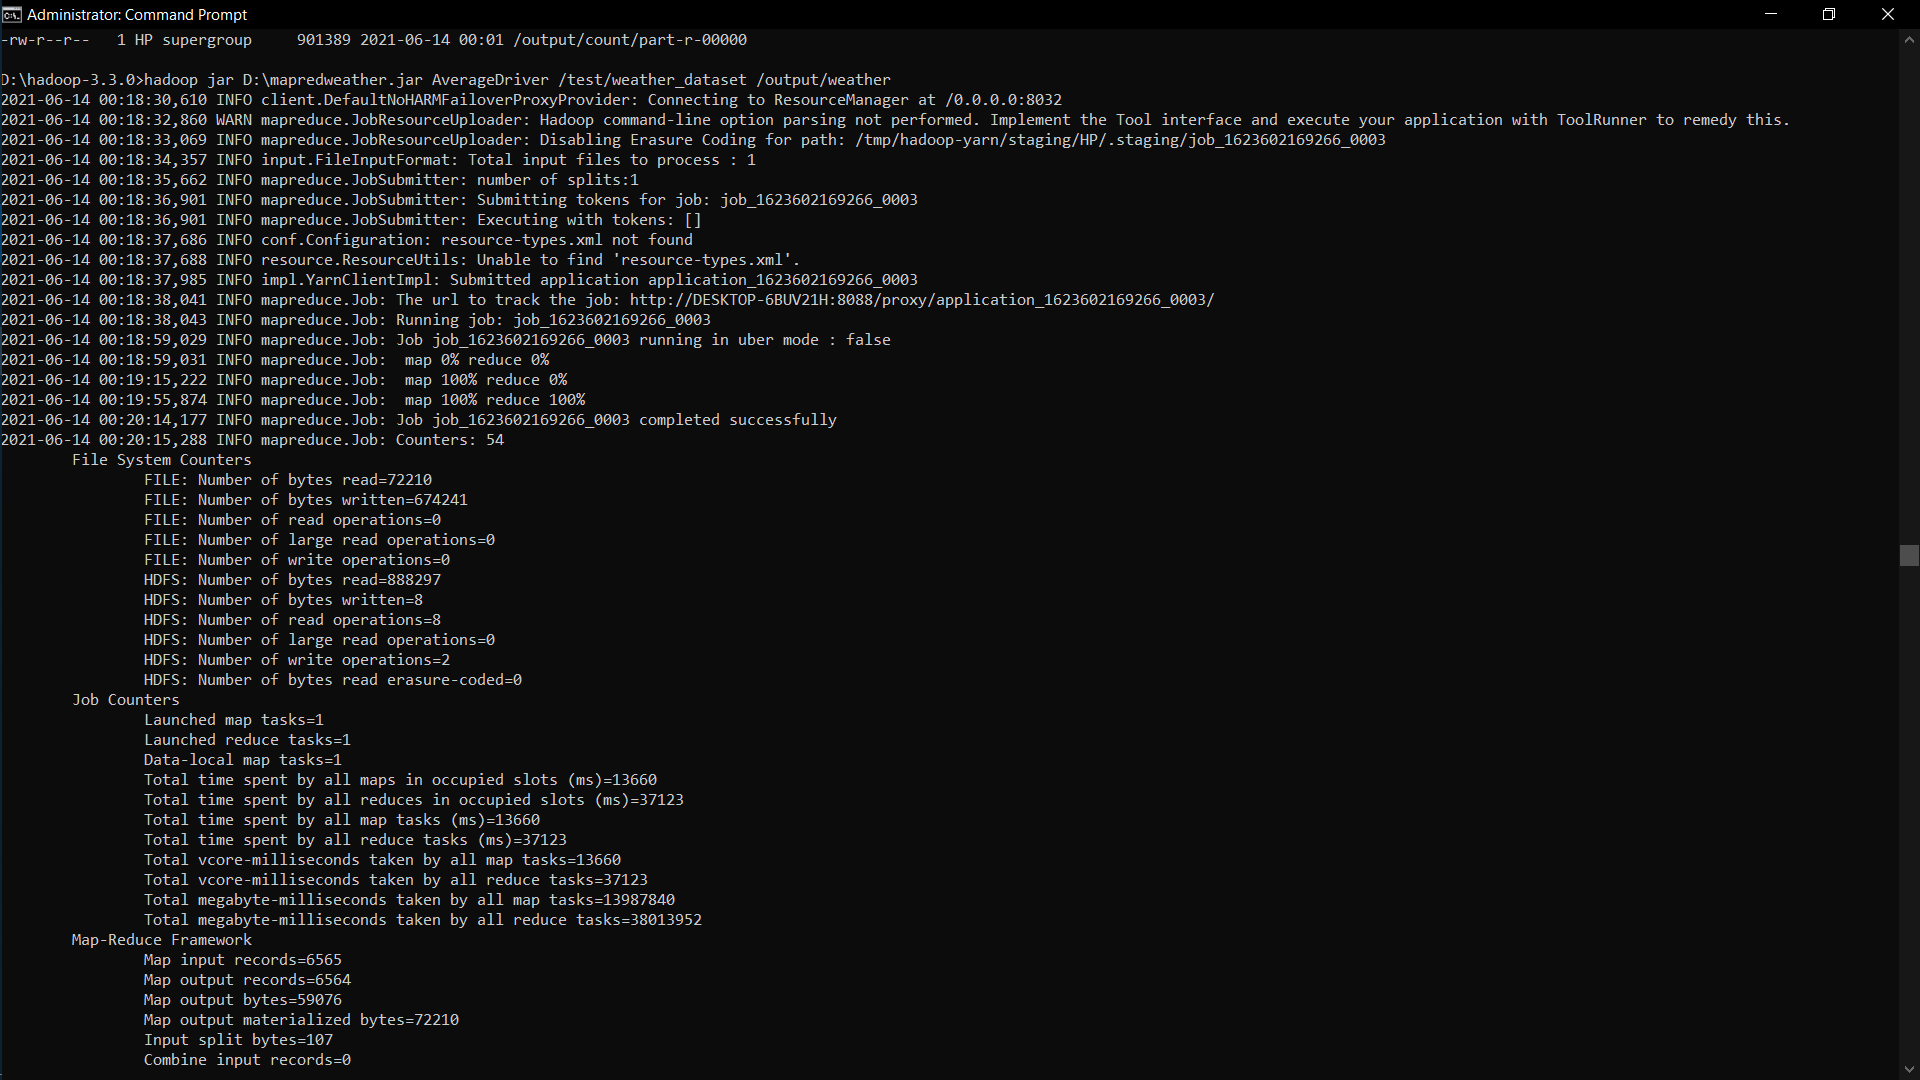 Administrator: Command Prompt
-rw-r--r--   1 HP supergroup     901389 2021-06-14 00:01 /output/count/part-r-00000
D:\hadoop-3.3.0>hadoop jar D:\mapredweather.jar AverageDriver /test/weather_dataset /output/weather
2021-06-14 00:18:30,610 INFO client.DefaultNoHARMFailoverProxyProvider: Connecting to ResourceManager at /0.0.0.0:8032
2021-06-14 00:18:32,860 WARN mapreduce.JobResourceUploader: Hadoop command-line option parsing not performed. Implement the Tool interface and execute your application with ToolRunner to remedy this.
2021-06-14 00:18:33,069 INFO mapreduce.JobResourceUploader: Disabling Erasure Coding for path: /tmp/hadoop-yarn/staging/HP/.staging/job_1623602169266_0003
2021-06-14 00:18:34,357 INFO input.FileInputFormat: Total input files to process : 1
2021-06-14 00:18:35,662 INFO mapreduce.JobSubmitter: number of splits:1
2021-06-14 00:18:36,901 INFO mapreduce.JobSubmitter: Submitting tokens for job: job_1623602169266_0003
2021-06-14 00:18:36,901 INFO mapreduce.JobSubmitter: Executing with tokens: []
2021-06-14 00:18:37,686 INFO conf.Configuration: resource-types.xml not found
2021-06-14 00:18:37,688 INFO resource.ResourceUtils: Unable to find 'resource-types.xml'.
2021-06-14 00:18:37,985 INFO impl.YarnClientImpl: Submitted application application_1623602169266_0003
2021-06-14 00:18:38,041 INFO mapreduce.Job: The url to track the job: http://DESKTOP-6BUV21H:8088/proxy/application_1623602169266_0003/
2021-06-14 00:18:38,043 INFO mapreduce.Job: Running job: job_1623602169266_0003
2021-06-14 00:18:59,029 INFO mapreduce.Job: Job job_1623602169266_0003 running in uber mode : false
2021-06-14 00:18:59,031 INFO mapreduce.Job:  map 0% reduce 0%
2021-06-14 00:19:15,222 INFO mapreduce.Job:  map 100% reduce 0%
2021-06-14 00:19:55,874 INFO mapreduce.Job:  map 100% reduce 100%
2021-06-14 00:20:14,177 INFO mapreduce.Job: Job job_1623602169266_0003 completed successfully
2021-06-14 00:20:15,288 INFO mapreduce.Job: Counters: 54
File System Counters
FILE: Number of bytes read=72210
FILE: Number of bytes written=674241
FILE: Number of read operations=0
FILE: Number of large read operations=0
FILE: Number of write operations=0
HDFS: Number of bytes read=888297
HDFS: Number of bytes written=8
HDFS: Number of read operations=8
HDFS: Number of large read operations=0
HDFS: Number of write operations=2
HDFS: Number of bytes read erasure-coded=0
Job Counters
Launched map tasks=1
Launched reduce tasks=1
Data-local map tasks=1
Total time spent by all maps in occupied slots (ms)=13660
Total time spent by all reduces in occupied slots (ms)=37123
Total time spent by all map tasks (ms)=13660
Total time spent by all reduce tasks (ms)=37123
Total vcore-milliseconds taken by all map tasks=13660
Total vcore-milliseconds taken by all reduce tasks=37123
Total megabyte-milliseconds taken by all map tasks=13987840
Total megabyte-milliseconds taken by all reduce tasks=38013952
Map-Reduce Framework
Map input records=6565
Map output records=6564
Map output bytes=59076
Map output materialized bytes=72210
Input split bytes=107
Combine input records=0